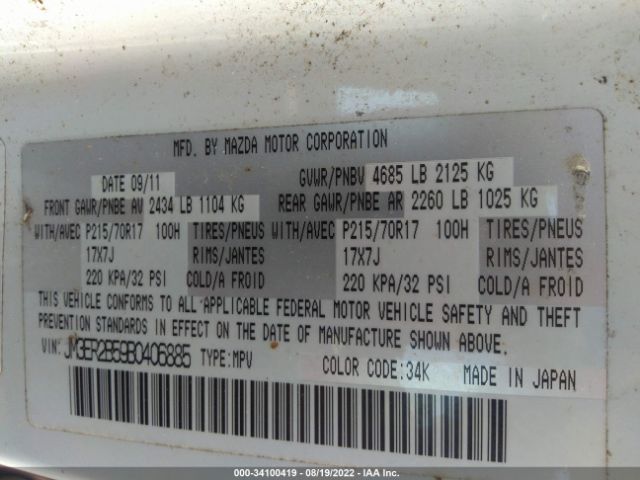 MFD. BY MAZDA MOTOR CORPORATION
DATE 09/11 GVWR/PNBV 4685 LB 2125 KG
FRONT GAWR/PNBE AV 2434 LB 1104 KG REAR GAWR/PNBE AR 2260 LB 1025 KG
WITH/AVEC P215/70R17 100H TIRES/PNEUS WITH/AVEC P215/70R17 100H TIRES/PNEUS
17X7J RIMS/JANTES 17X7J RIMS/JANTES
220 KPA/32 PSI COLD/A FROID 220 KPA/32 PSI COLD/A FROID
THIS VEHICLE CONFORMS TO ALL APPLICABLE FEDERAL MOTOR VEHICLE SAFETY AND THEFT
PREVENTION STANDARDS IN EFFECT ON THE DATE OF MANUFACTURE SHOWN ABOVE.
VIN: JM3ER2B59B0406885 TYPE:MPV COLOR CODE:34K MADE IN JAPAN
000-34100419 - 08/19/2022 - IAA Inc.